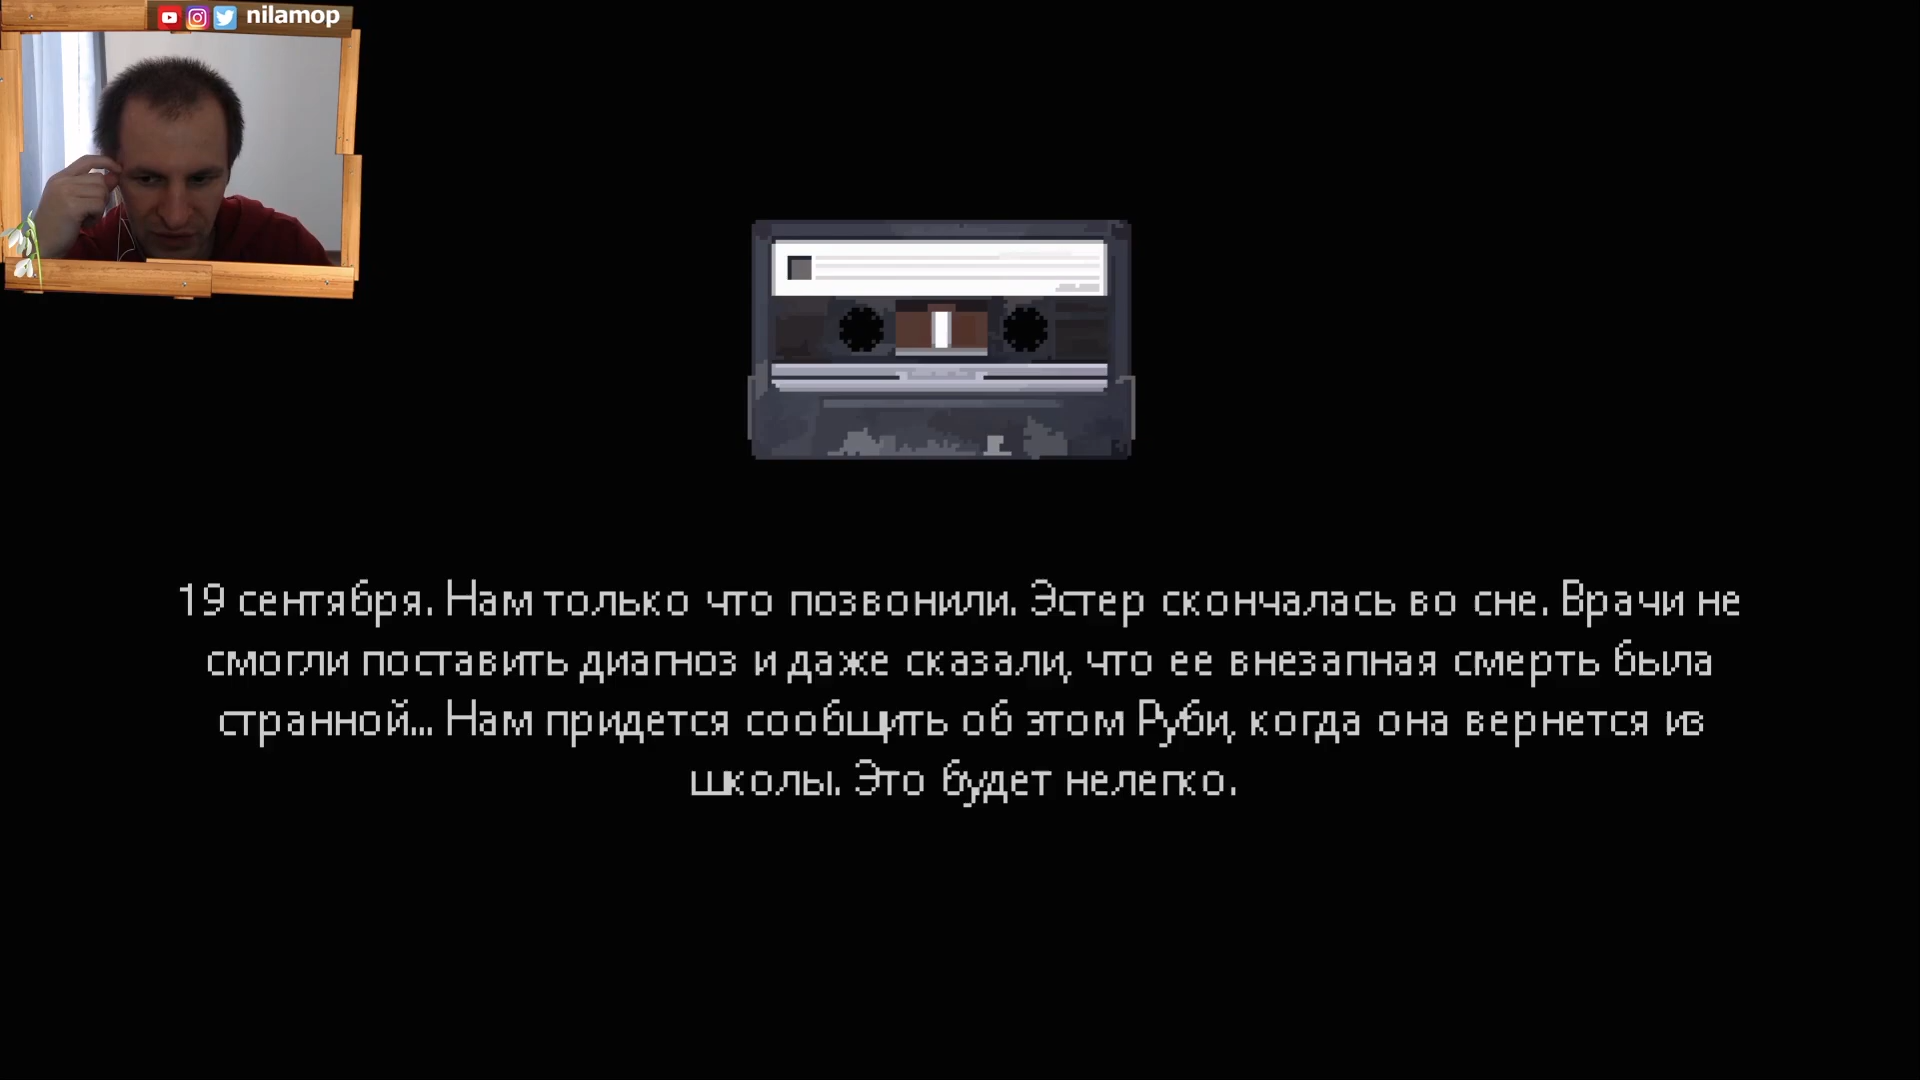 nilamop
19 сентября. Нам только что позвонили. Эстер скончалась во сне. Врачи не
смогли поставить диагноз и даже сказали, что ее внезапная смерть была
странной... Нам придется сообщить об этом Руби, когда она вернется из
школы. Это будет нелегко.